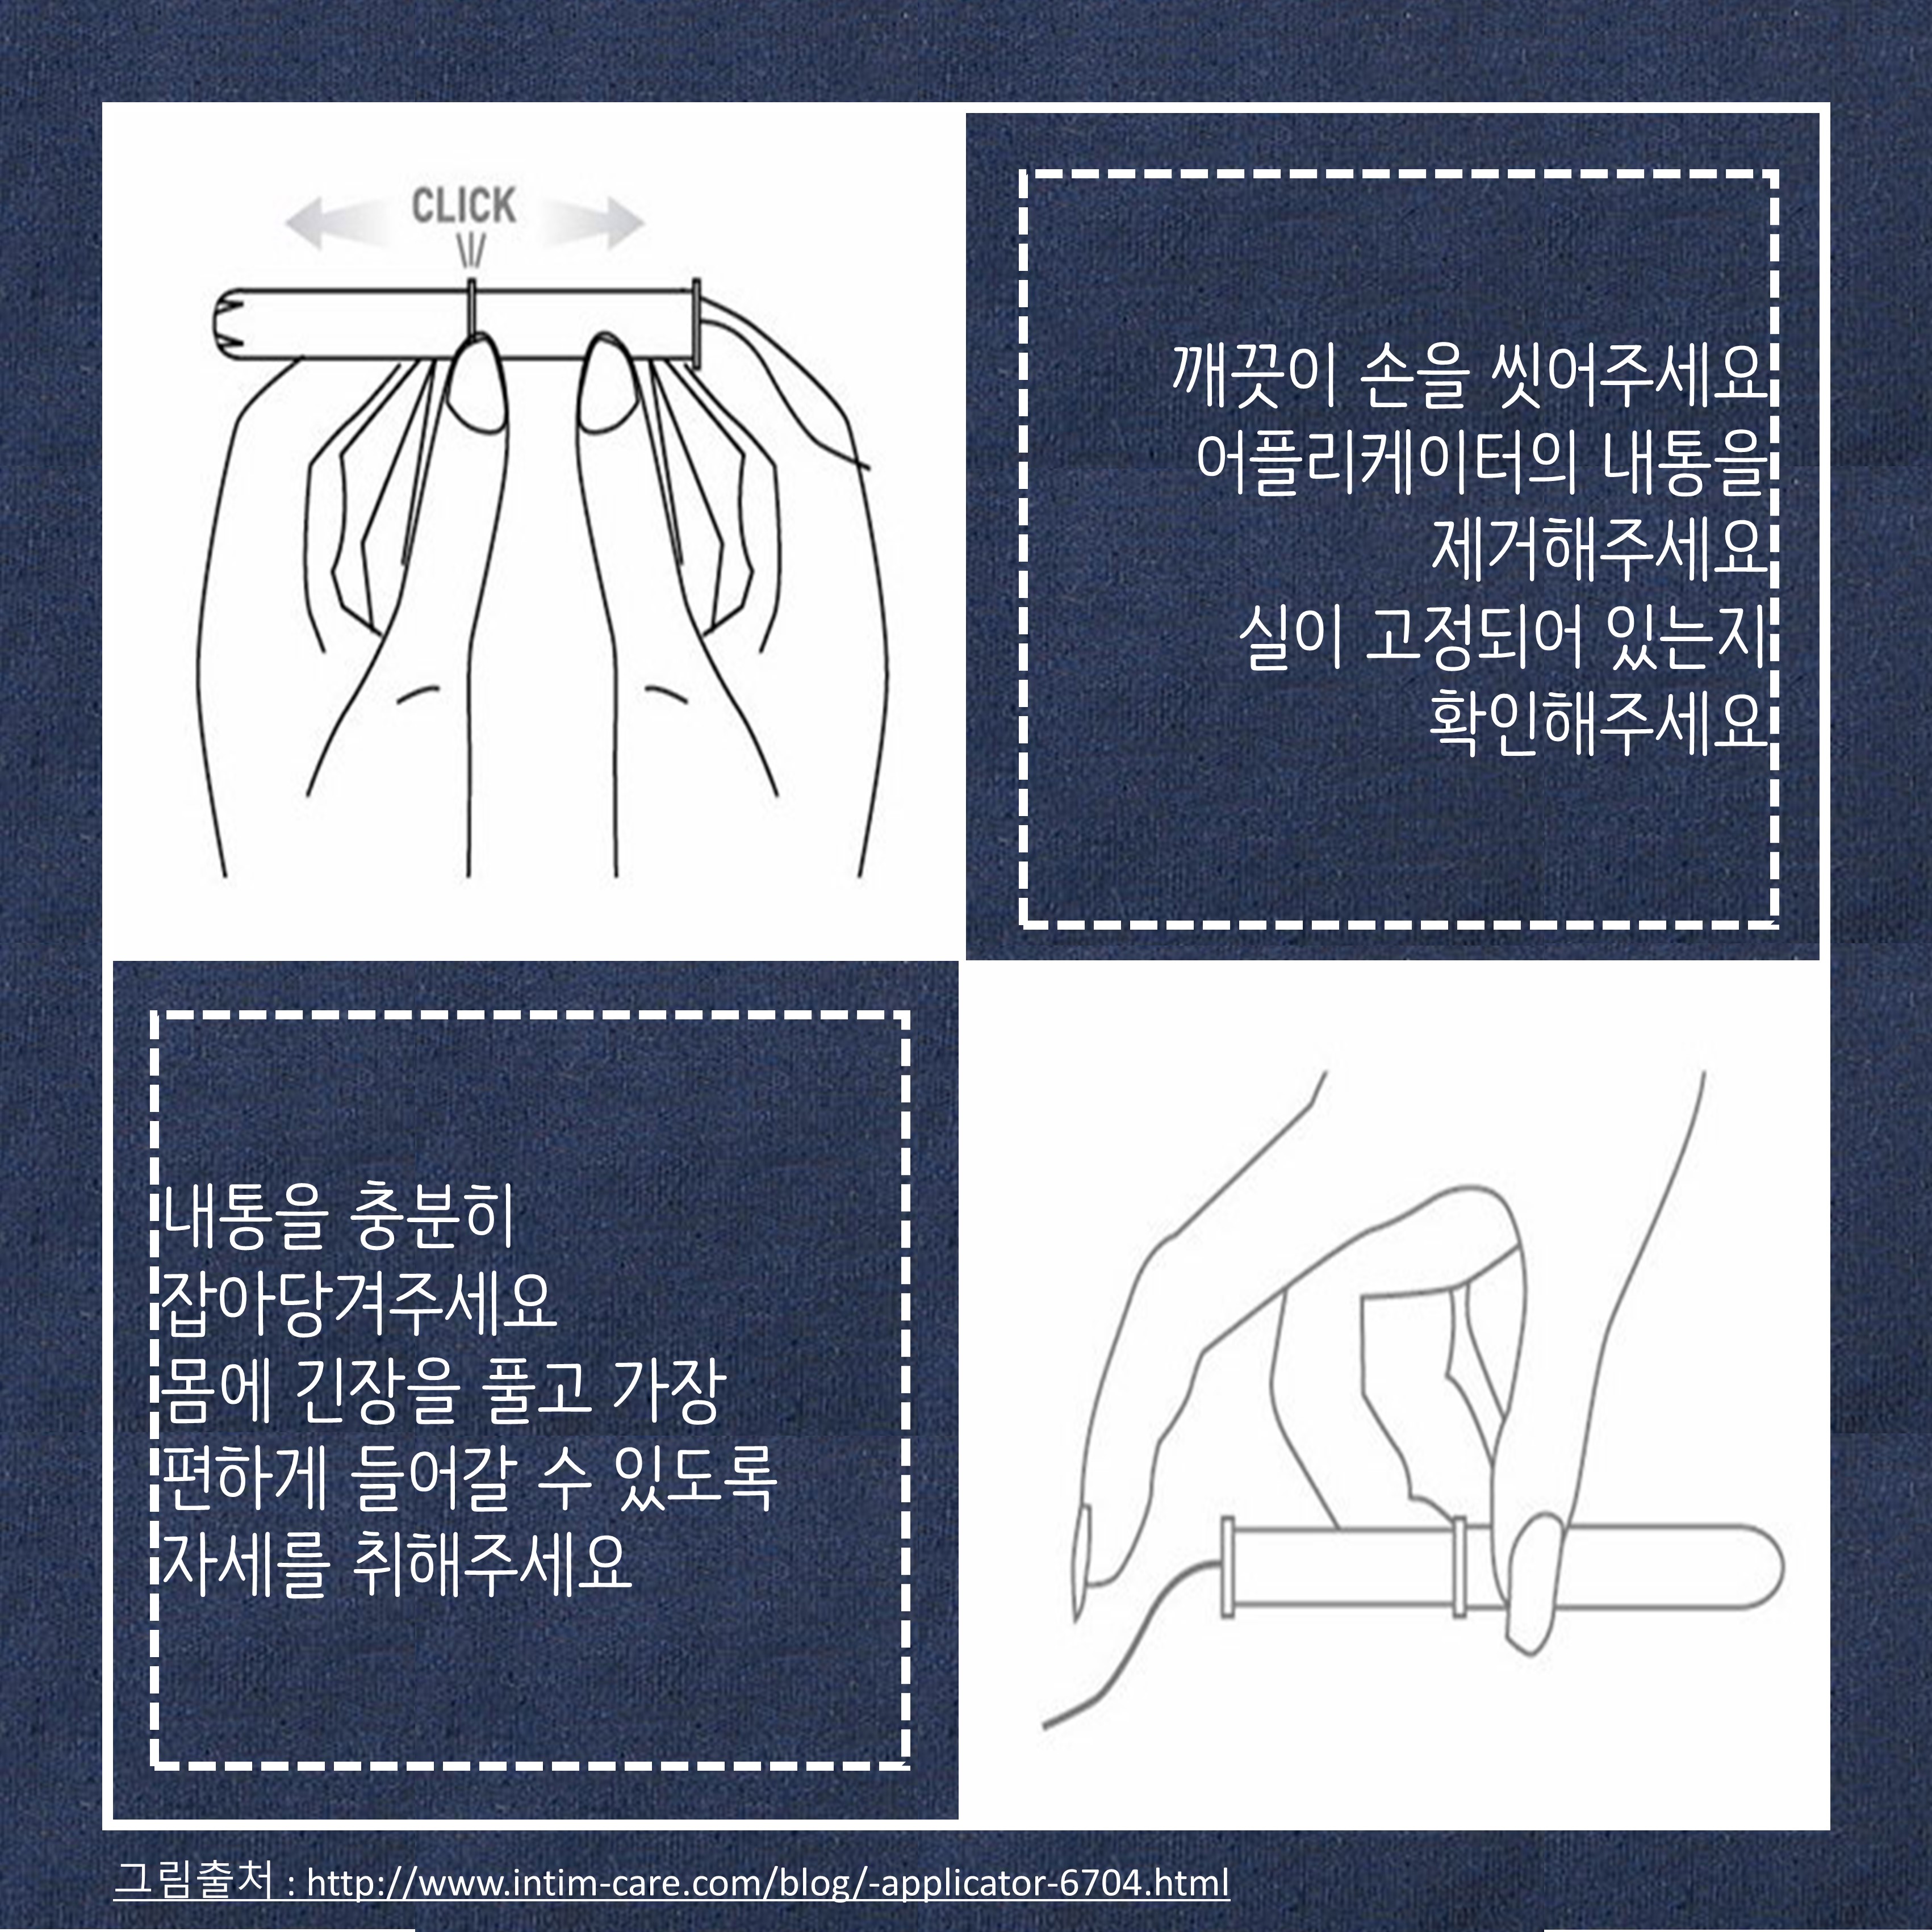 CLICK
깨끗이 손을 씻어주세요
어플리케이터의 내통을
제거해주세요
실이 고정되어 있는지
확인해주세요
내통을 충분히
잡아당겨주세요
몸에 긴장을 풀고 가장
편하게 들어갈 수 있도록
자세를 취해주세요
그림출처 : http://www.intim-care.com/blog/-applicator-6704.html